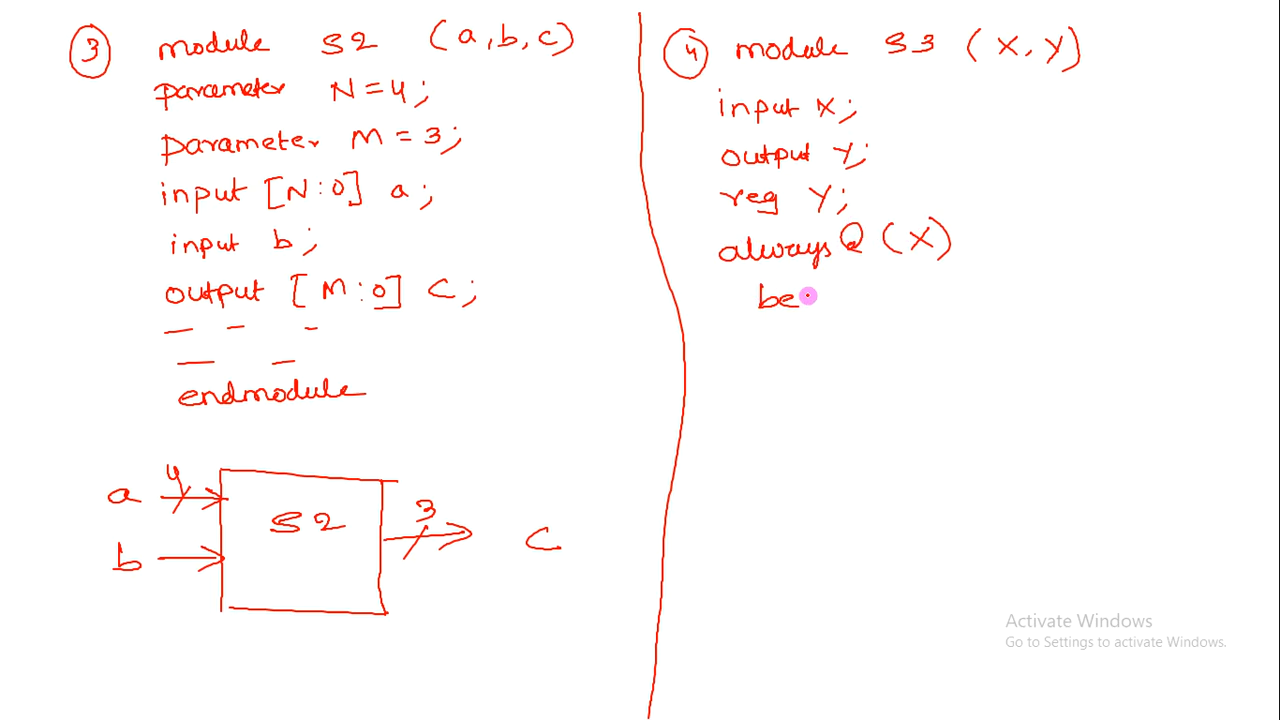 3 module S2 (a,b,c)
parameter N=4;
parameter M=3;
input [N:0] a;
input b;
output [M:0] C;
endmodule
a 4
b
S2
3 C
4 module S3 (X,Y)
input X;
output Y;
reg Y;
always@ (X)
be
Activate Windows
Go to Settings to activate Windows.